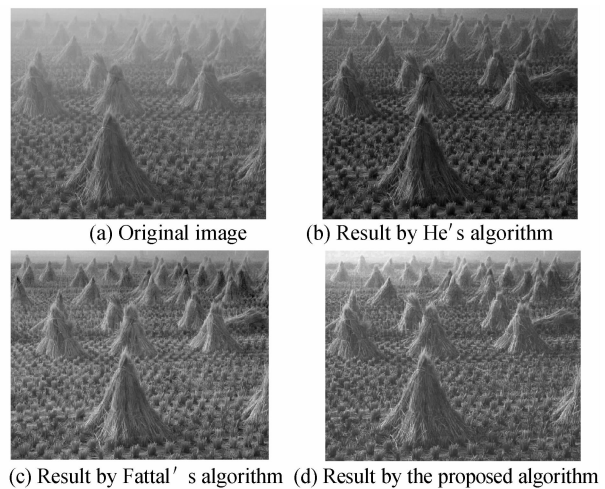 (a) Original image
(b) Result by He′s algorithm
(c) Result by Fattal′ s algorithm
(d) Result by the proposed algorithm